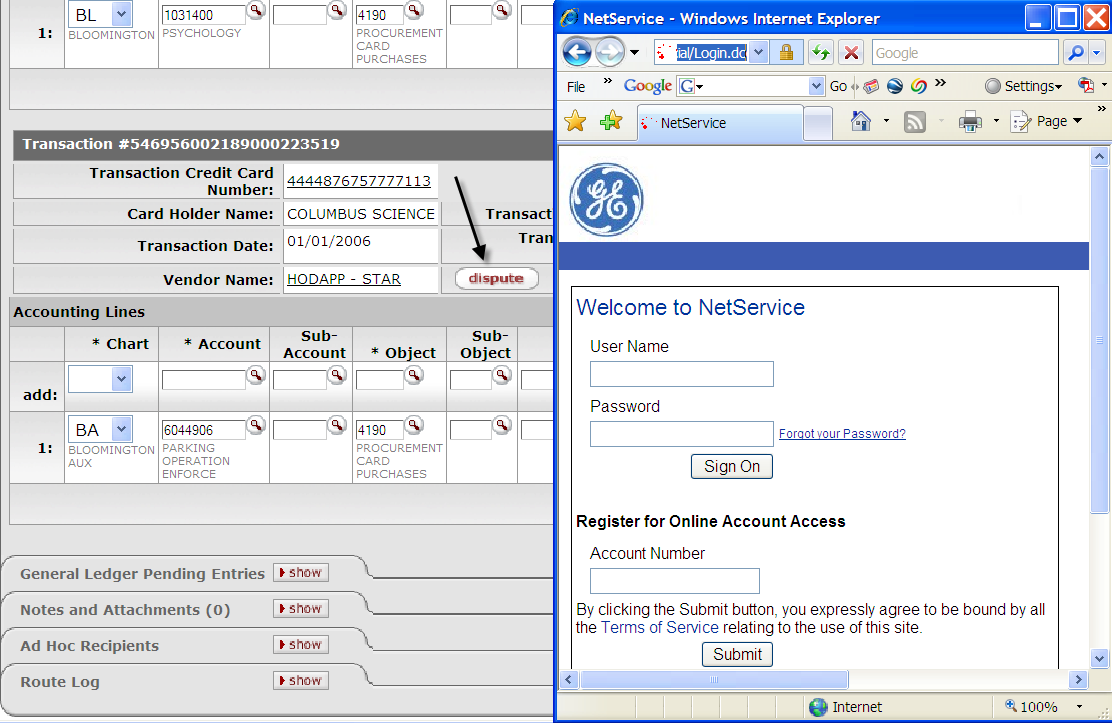 BL
1031400
4190
1:
BLOOMINGTON
PSYCHOLOGY
PROCUREMENT
CARD
PURCHASES
Transaction #546956002189000223519
Transaction Credit Card
Number:
4444876757777113
Card Holder Name:
COLUMBUS SCIENCE
Transact
Transaction Date:
01/01/2006
Tran
Vendor Name:
HODAPP - STAR
dispute
Accounting Lines
* Chart
* Account
Sub-
Account
* Object
Sub-
Object
add:
1:
BA
6044906
4190
BLOOMINGTON
AUX
PARKING
OPERATION
ENFORCE
PROCUREMENT
CARD
PURCHASES
General Ledger Pending Entries
show
Notes and Attachments (0)
show
Ad Hoc Recipients
show
Route Log
show
NetService - Windows Internet Explorer
ial/Login.do
Google
File
»
Google
G
Go
»
Settings
NetService
Page
»
GE
Welcome to NetService
User Name
Password
Forgot your Password?
Sign On
Register for Online Account Access
Account Number
By clicking the Submit button, you expressly agree to be bound by all
the Terms of Service relating to the use of this site.
Submit
Internet
100%